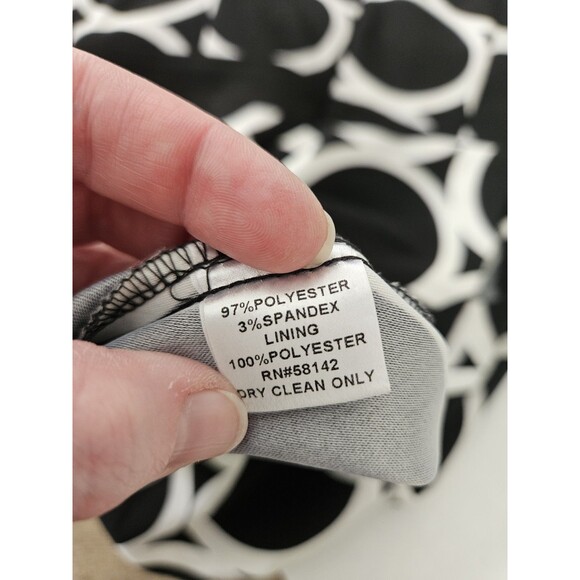 97%POLYESTER
3%SPANDEX
LINING
100%POLYESTER
RN#58142
DRY CLEAN ONLY